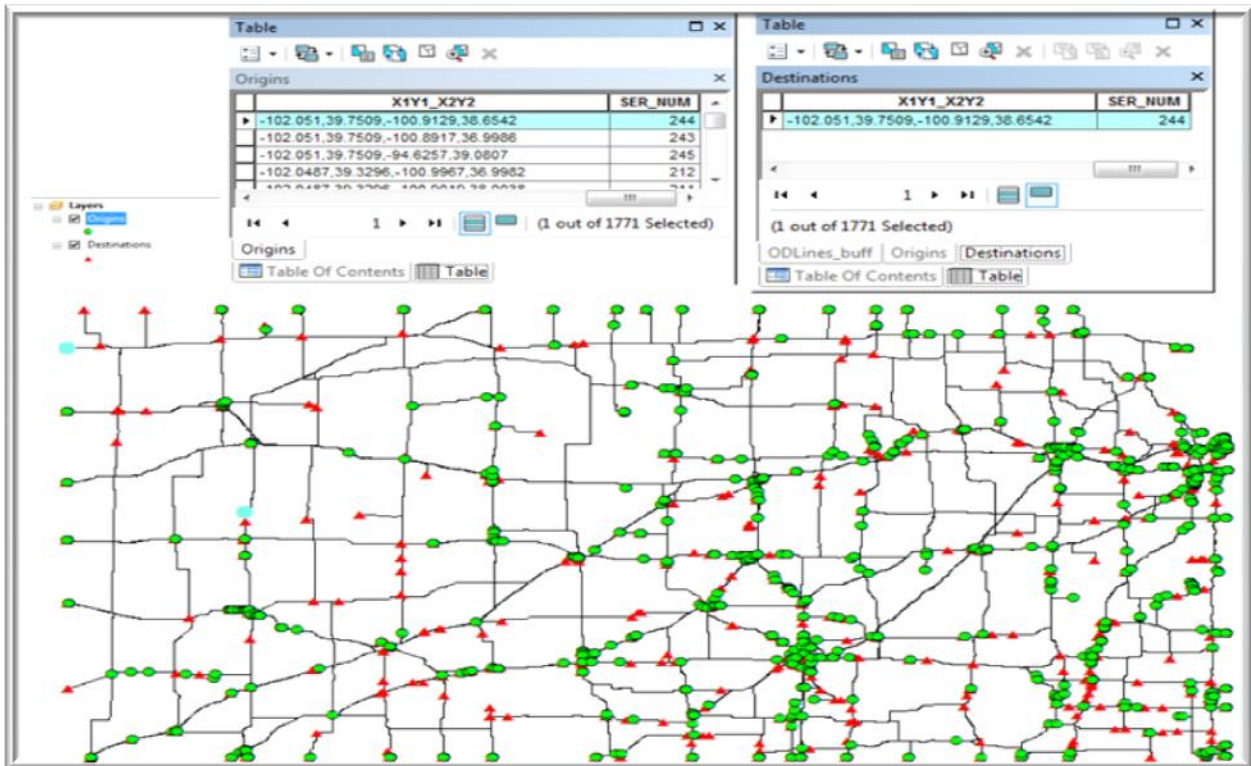 Table
Origins
X1Y1_X2Y2 SER_NUM
-102.051,39.7509,-100.9129,38.6542 244
-102.051,39.7509,-100.8917,36.9986 243
-102.051,39.7509,-94.6257,39.0807 245
-102.0487,39.3296,-100.9967,36.9982 212
1 (1 out of 1771 Selected)
Origins
Table Of Contents Table
Table
Destinations
X1Y1_X2Y2 SER_NUM
-102.051,39.7509,-100.9129,38.6542 244
1
(1 out of 1771 Selected)
ODLines_buff Origins Destinations
Table Of Contents Table
Layers
Origins
Destinations